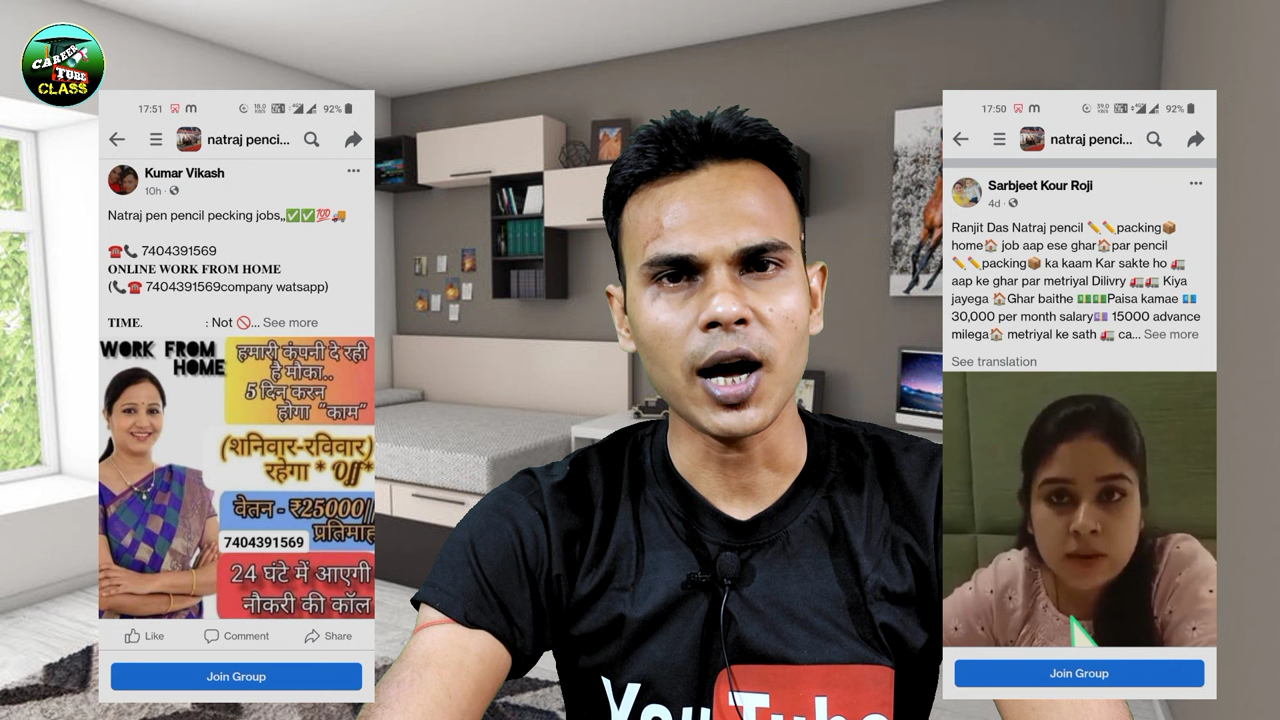 CAREER
TUBE
CLASS
17:51
92%
natraj penci...
Kumar Vikash
10h
Natraj pen pencil pecking jobs,,✅✅💯🚚
☎️📞 7404391569
ONLINE WORK FROM HOME
(📞☎️ 7404391569company watsapp)
TIME. : Not 🚫... See more
WORK FROM
HOME
हमारी कंपनी दे रही
है मौका..
5 दिन करन
होगा "काम"
(शनिवार-रविवार)
रहेगा * Off*
वेतन - ₹25000/
प्रतिमाह
7404391569
24 घंटे में आएगी
नौकरी की कॉल
Like Comment Share
Join Group
You Tube
17:50
92%
natraj penci...
Sarbjeet Kour Roji
4d
Ranjit Das Natraj pencil ✏️✏️packing📦
home🏠 job aap ese ghar🏠par pencil
✏️✏️packing📦 ka kaam Kar sakte ho 🚛
aap ke ghar par metriyal Dilivry 🚛🚛 Kiya
jayega 🏠Ghar baithe 💵💵Paisa kamae 💶
30,000 per month salary💷 15000 advance
milega🏠 metriyal ke sath 🚛 ca... See more
See translation
Join Group